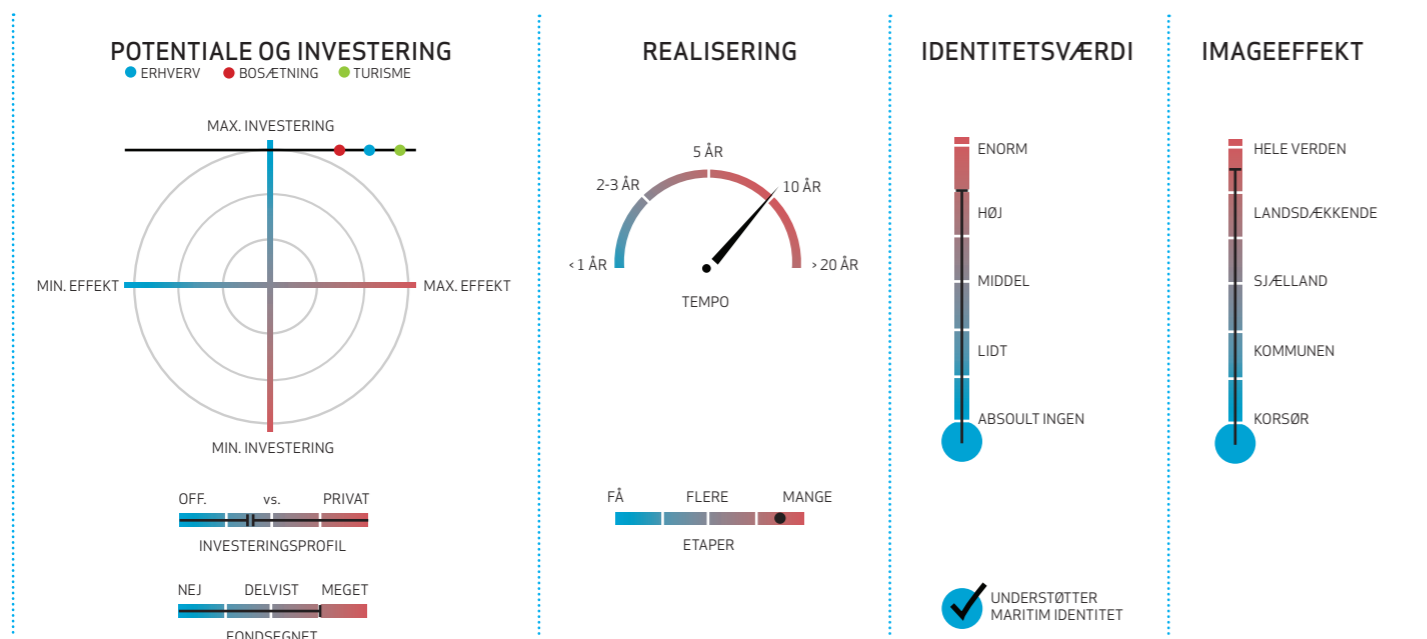 POTENTIALE OG INVESTERING
ERHVERV BOSÆTNING TURISME
MAX. INVESTERING
MIN. EFFEKT
MAX. EFFEKT
MIN. INVESTERING
OFF. vs. PRIVAT
INVESTERINGSPROFIL
NEJ DELVIST MEGET
FONDSEGNET
REALISERING
5 ÅR
2-3 ÅR
10 ÅR
<1 ÅR
>20 ÅR
TEMPO
FÅ FLERE MANGE
ETAPER
IDENTITETSVÆRDI
ENORM
HØJ
MIDDEL
LIDT
ABSOULT INGEN
UNDERSTØTTER
MARITIM IDENTITET
IMAGEEFFEKT
HELE VERDEN
LANDSDÆKKENDE
SJÆLLAND
KOMMUNEN
KORSØR